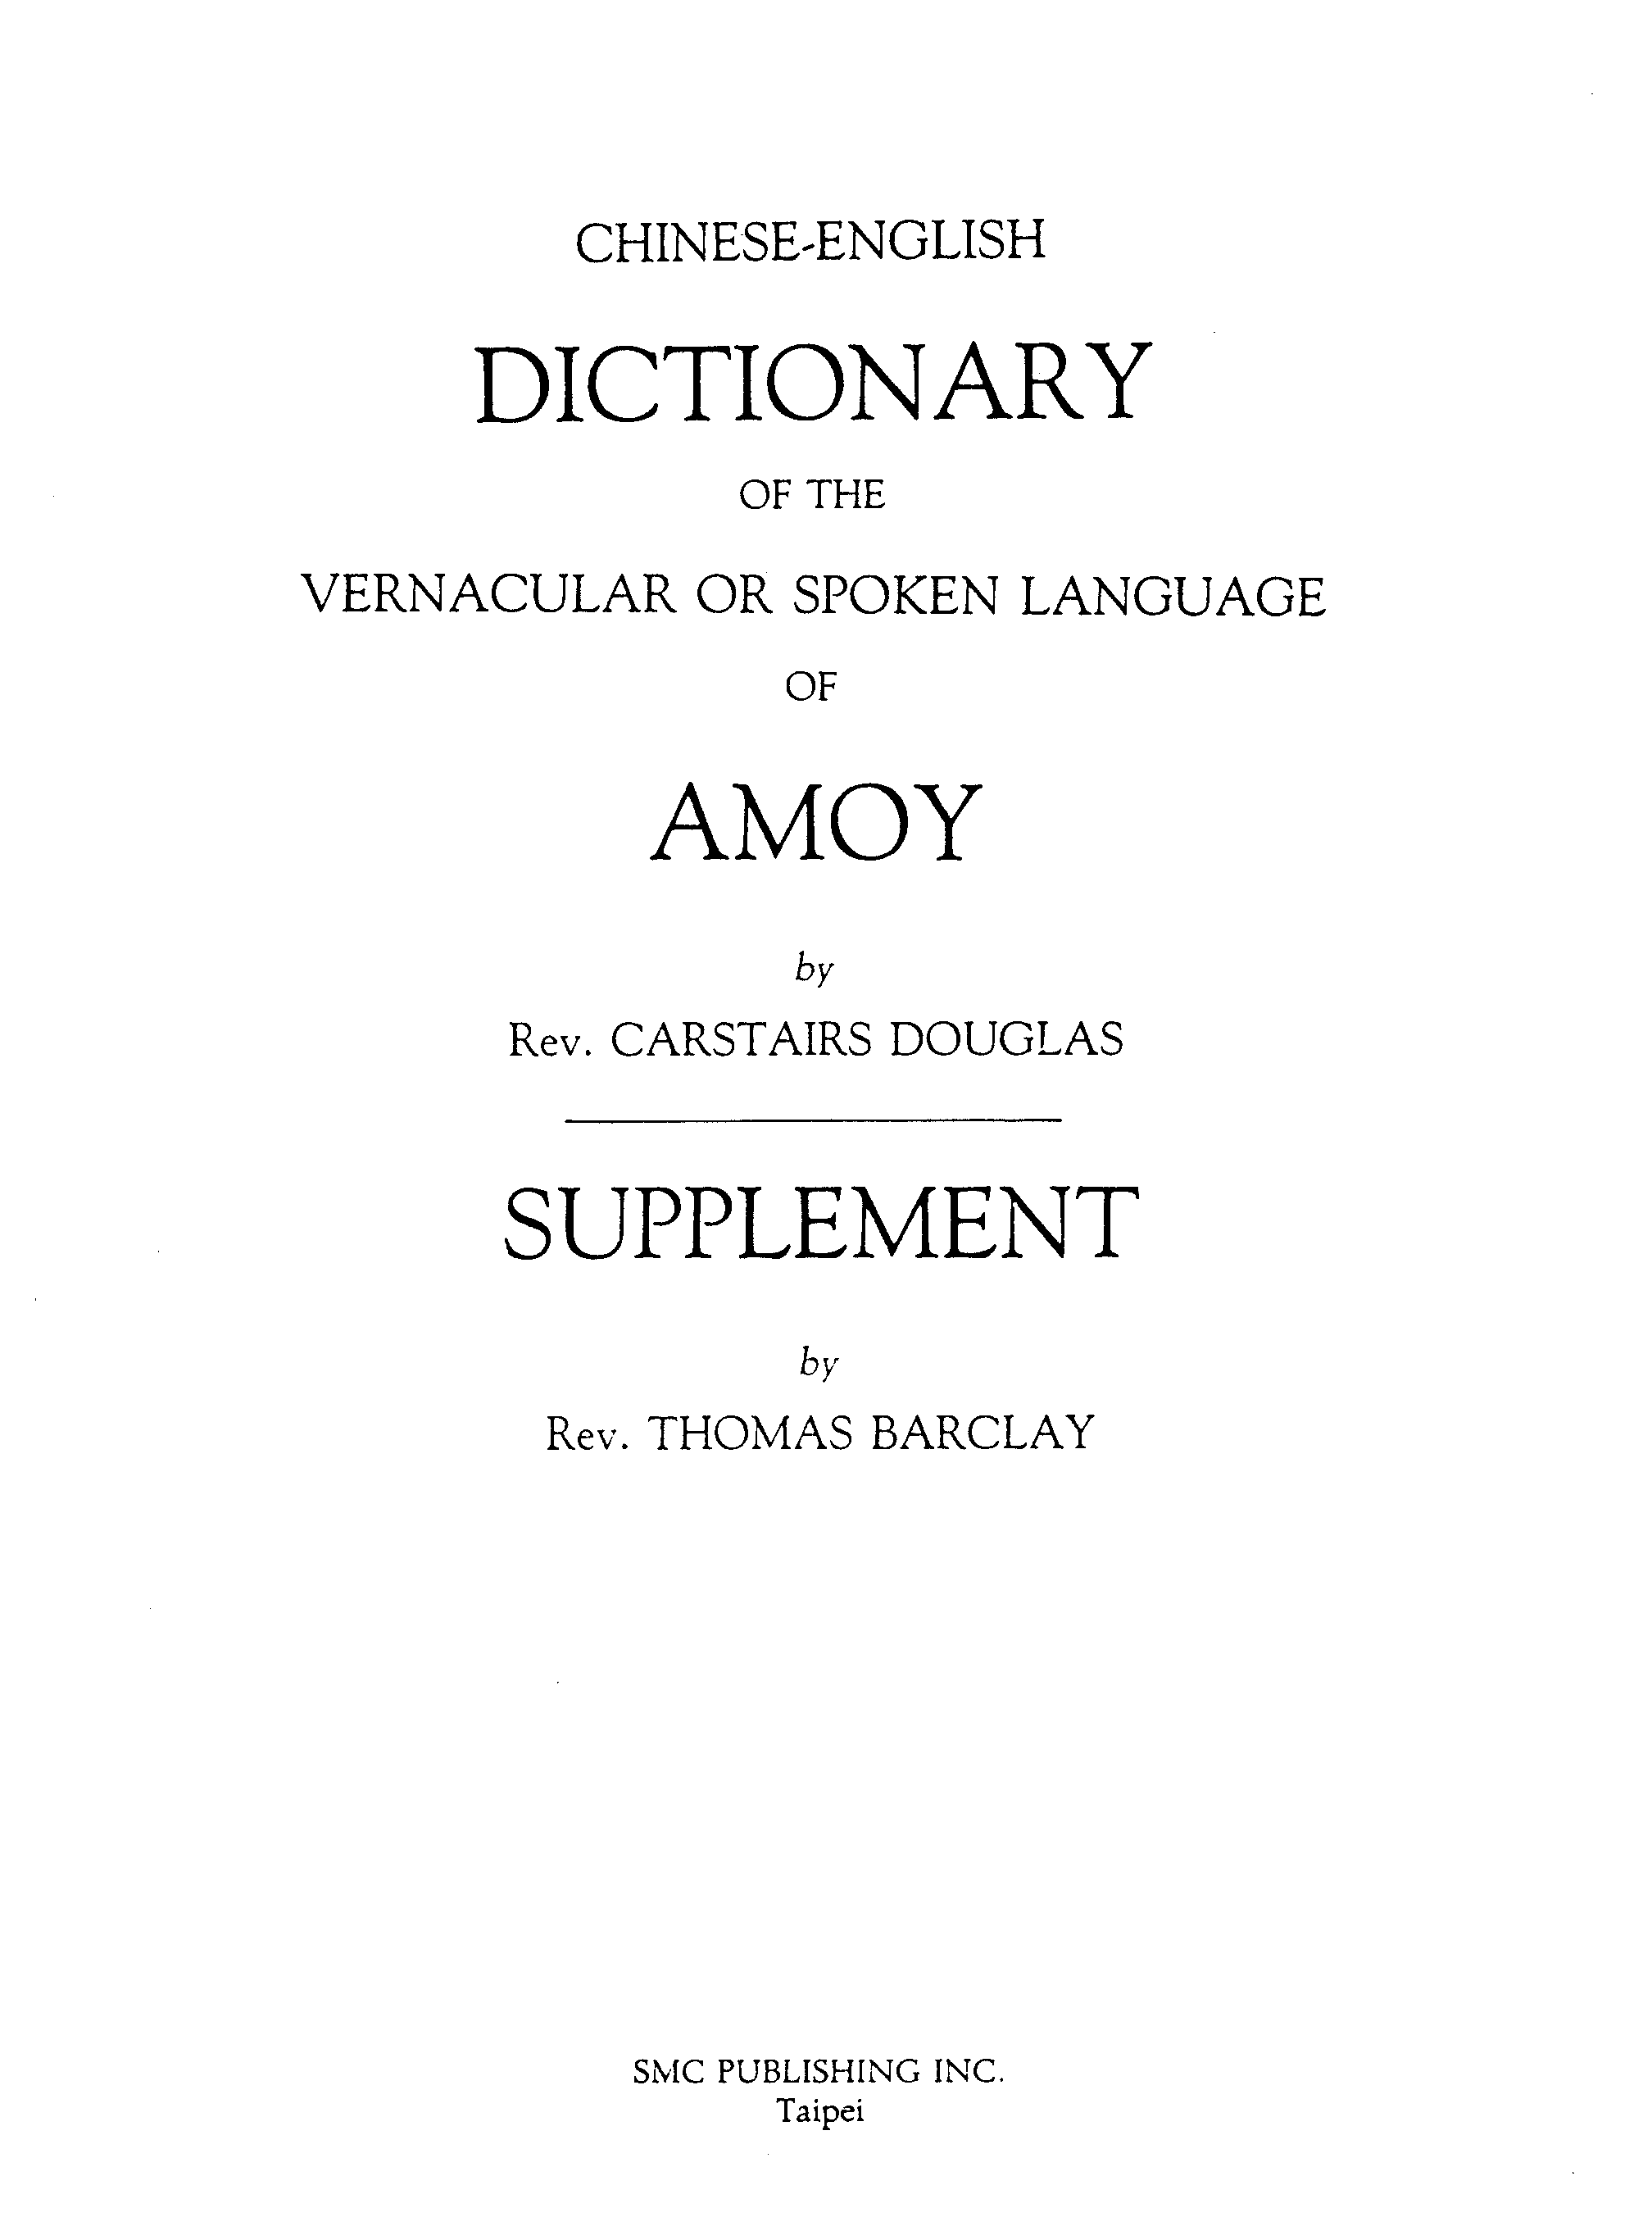 CHINESE-ENGLISH
DICTIONARY
OF THE
VERNACULAR OR SPOKEN LANGUAGE
OF
AMOY
by
Rev. CARSTAIRS DOUGLAS
SUPPLEMENT
by
Rev. THOMAS BARCLAY
SMC PUBLISHING INC.
Taipei